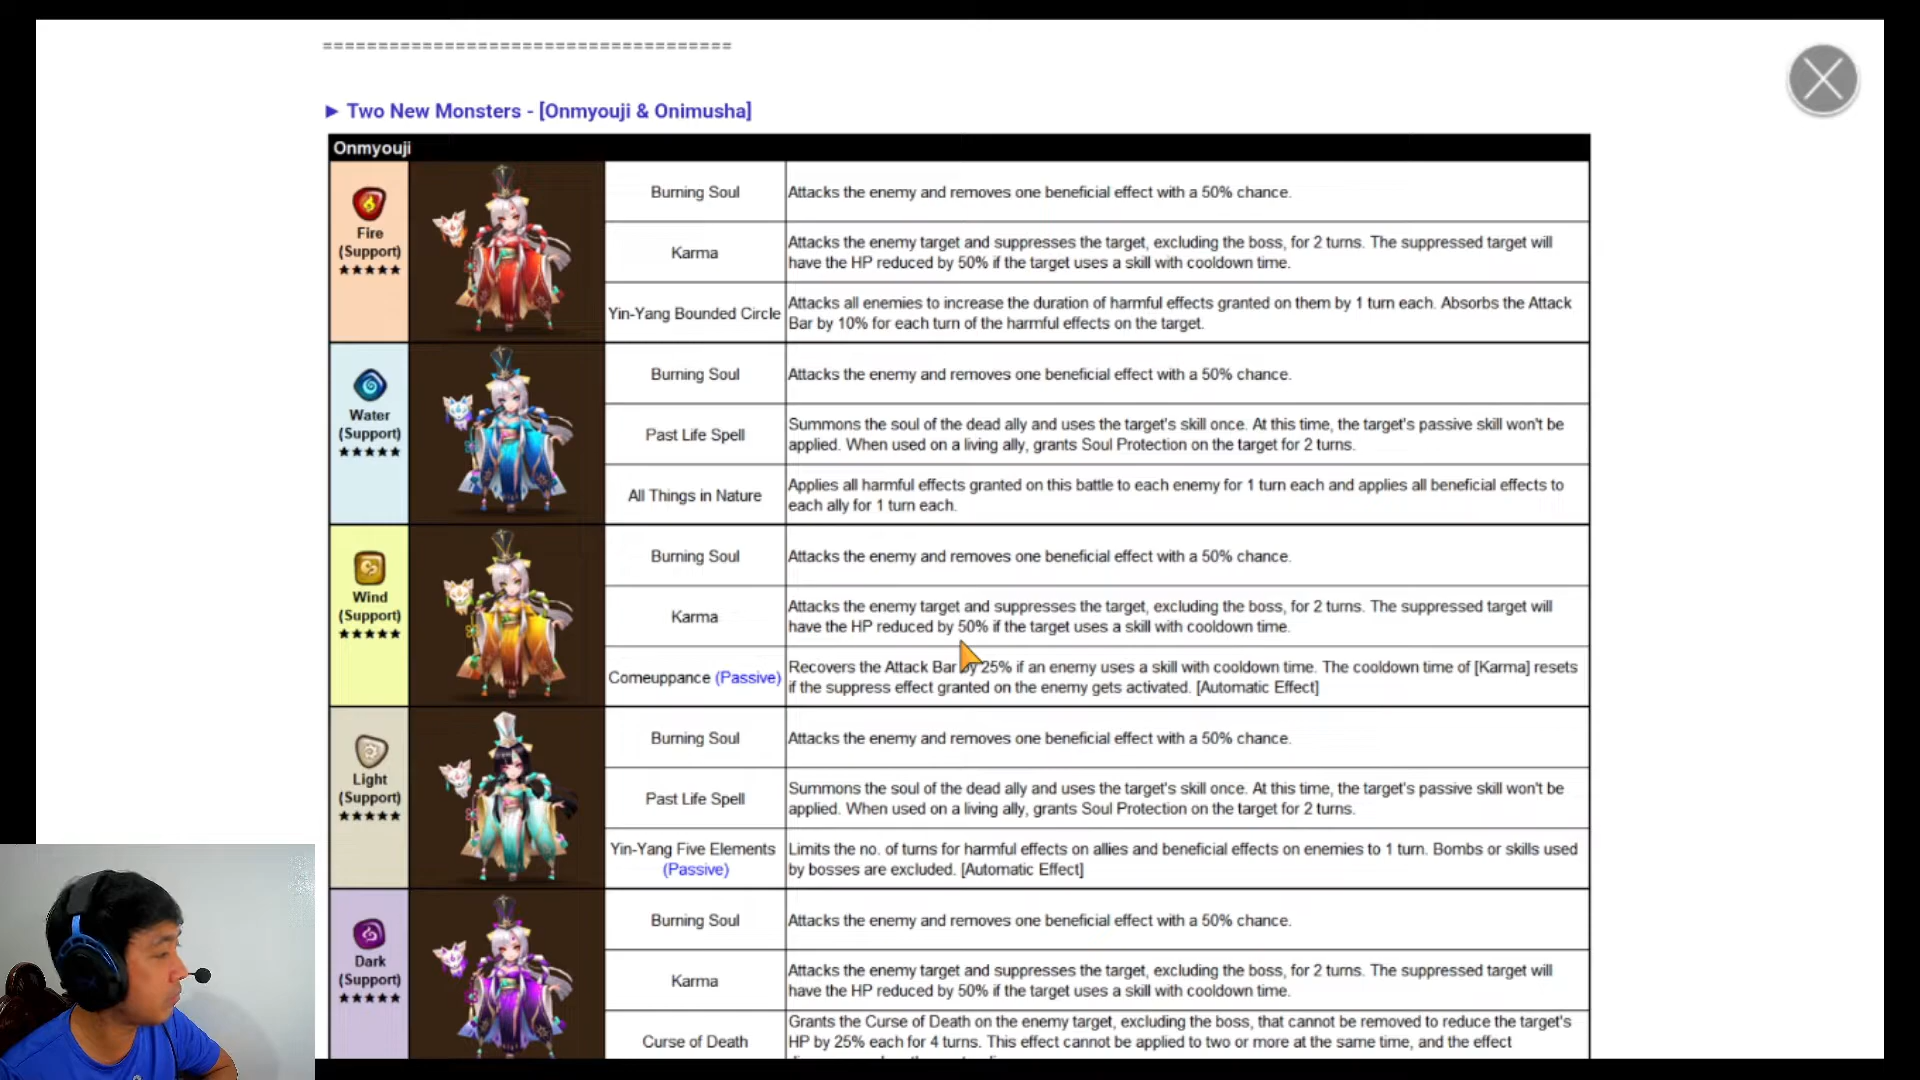 ===================================
► Two New Monsters - [Onmyouji & Onimusha]
Onmyouji
Fire
(Support)
★★★★★
Burning Soul
Attacks the enemy and removes one beneficial effect with a 50% chance.
Karma
Attacks the enemy target and suppresses the target, excluding the boss, for 2 turns. The suppressed target will
have the HP reduced by 50% if the target uses a skill with cooldown time.
Yin-Yang Bounded Circle
Attacks all enemies to increase the duration of harmful effects granted on them by 1 turn each. Absorbs the Attack
Bar by 10% for each turn of the harmful effects on the target.
Water
(Support)
★★★★★
Burning Soul
Attacks the enemy and removes one beneficial effect with a 50% chance.
Past Life Spell
Summons the soul of the dead ally and uses the target's skill once. At this time, the target's passive skill won't be
applied. When used on a living ally, grants Soul Protection on the target for 2 turns.
All Things in Nature
Applies all harmful effects granted on this battle to each enemy for 1 turn each and applies all beneficial effects to
each ally for 1 turn each.
Wind
(Support)
★★★★★
Burning Soul
Attacks the enemy and removes one beneficial effect with a 50% chance.
Karma
Attacks the enemy target and suppresses the target, excluding the boss, for 2 turns. The suppressed target will
have the HP reduced by 50% if the target uses a skill with cooldown time.
Comeuppance (Passive)
Recovers the Attack Bar by 25% if an enemy uses a skill with cooldown time. The cooldown time of [Karma] resets
if the suppress effect granted on the enemy gets activated. [Automatic Effect]
Light
(Support)
★★★★★
Burning Soul
Attacks the enemy and removes one beneficial effect with a 50% chance.
Past Life Spell
Summons the soul of the dead ally and uses the target's skill once. At this time, the target's passive skill won't be
applied. When used on a living ally, grants Soul Protection on the target for 2 turns.
Yin-Yang Five Elements
(Passive)
Limits the no. of turns for harmful effects on allies and beneficial effects on enemies to 1 turn. Bombs or skills used
by bosses are excluded. [Automatic Effect]
Dark
(Support)
★★★★★
Burning Soul
Attacks the enemy and removes one beneficial effect with a 50% chance.
Karma
Attacks the enemy target and suppresses the target, excluding the boss, for 2 turns. The suppressed target will
have the HP reduced by 50% if the target uses a skill with cooldown time.
Curse of Death
Grants the Curse of Death on the enemy target, excluding the boss, that cannot be removed to reduce the target's
HP by 25% each for 4 turns. This effect cannot be applied to two or more at the same time, and the effect